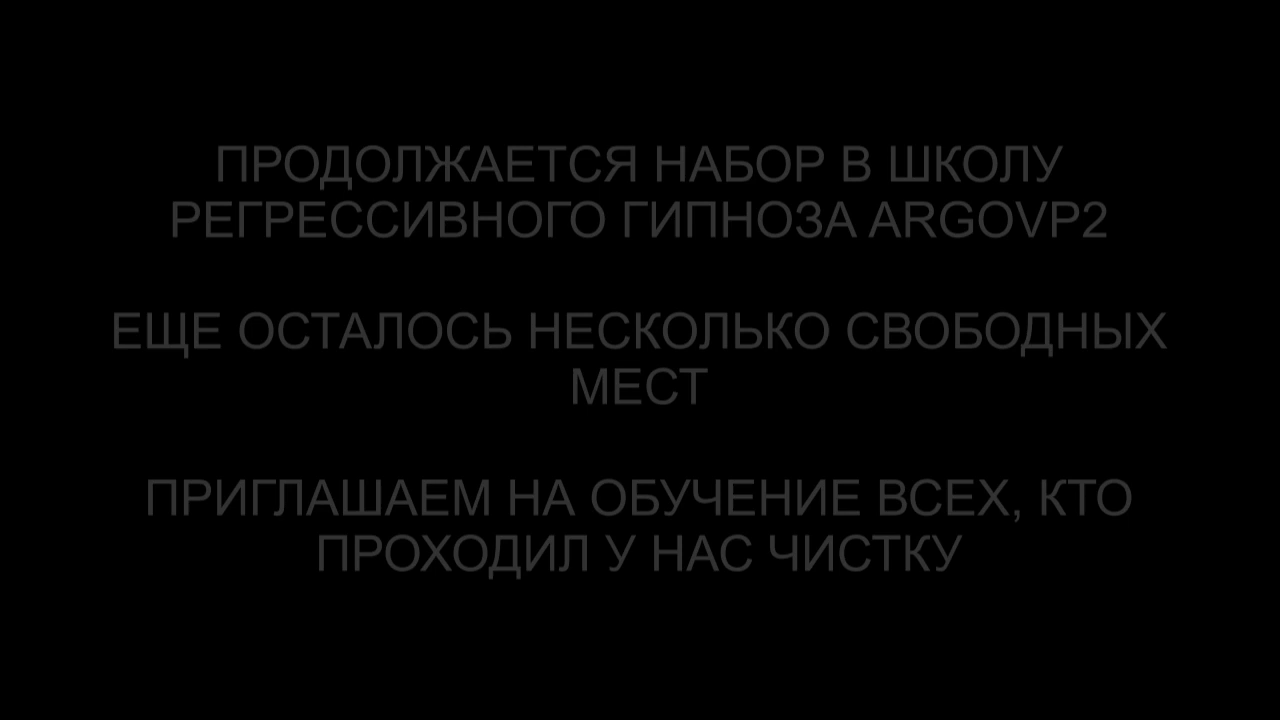 ПРОДОЛЖАЕТСЯ НАБОР В ШКОЛУ
РЕГРЕССИВНОГО ГИПНОЗА ARGOVP2
ЕЩЕ ОСТАЛОСЬ НЕСКОЛЬКО СВОБОДНЫХ
МЕСТ
ПРИГЛАШАЕМ НА ОБУЧЕНИЕ ВСЕХ, КТО
ПРОХОДИЛ У НАС ЧИСТКУ